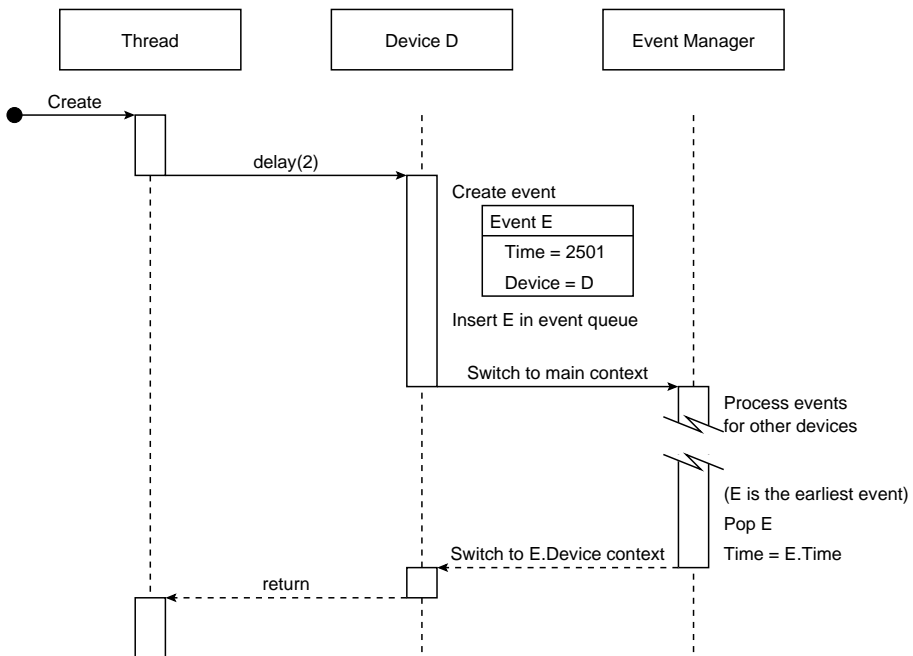 Thread
Device D
Event Manager
Create
delay(2)
Create event
Event E
Time = 2501
Device = D
Insert E in event queue
Switch to main context
Process events
for other devices
(E is the earliest event)
Pop E
Time = E.Time
Switch to E.Device context
return